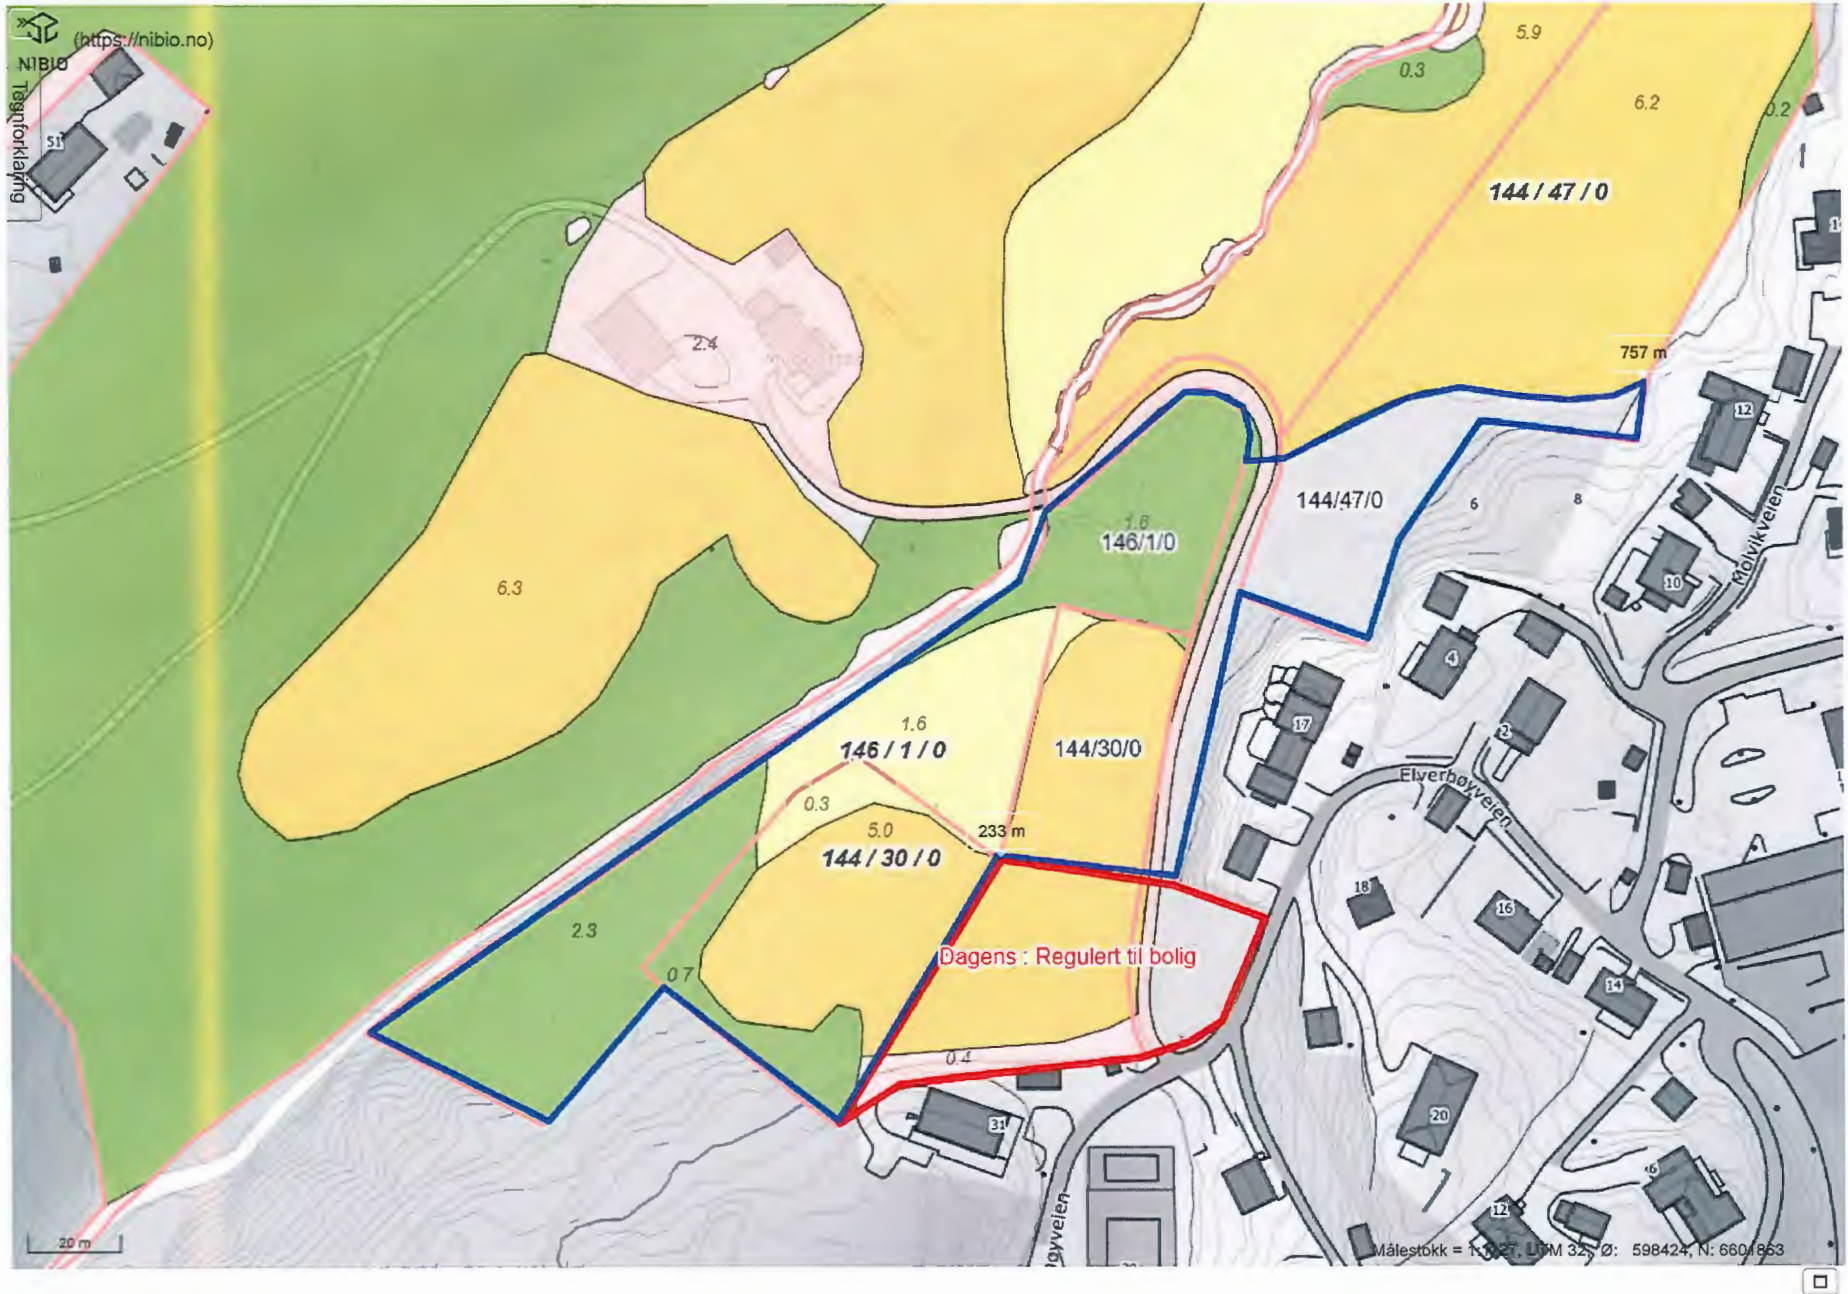 (https://nibio.no)
NIBIO
Tegnforklaring
51
5.9
0.3
6.2
0.2
144 / 47 / 0
2.4
757 m
12
144/47/0
6
8
1.6
146/1/0
6.3
10
Molvikveien
4
2
17
1.6
146 / 1 / 0
144/30/0
Elverhøyveien
0.3
5.0
233 m
144 / 30 / 0
18
16
2.3
0.7
Dagens : Regulert til bolig
14
0.4
31
20
6
12
20 m
Målestokk = 1: UTM 32, Ø: 598424, N: 6601863